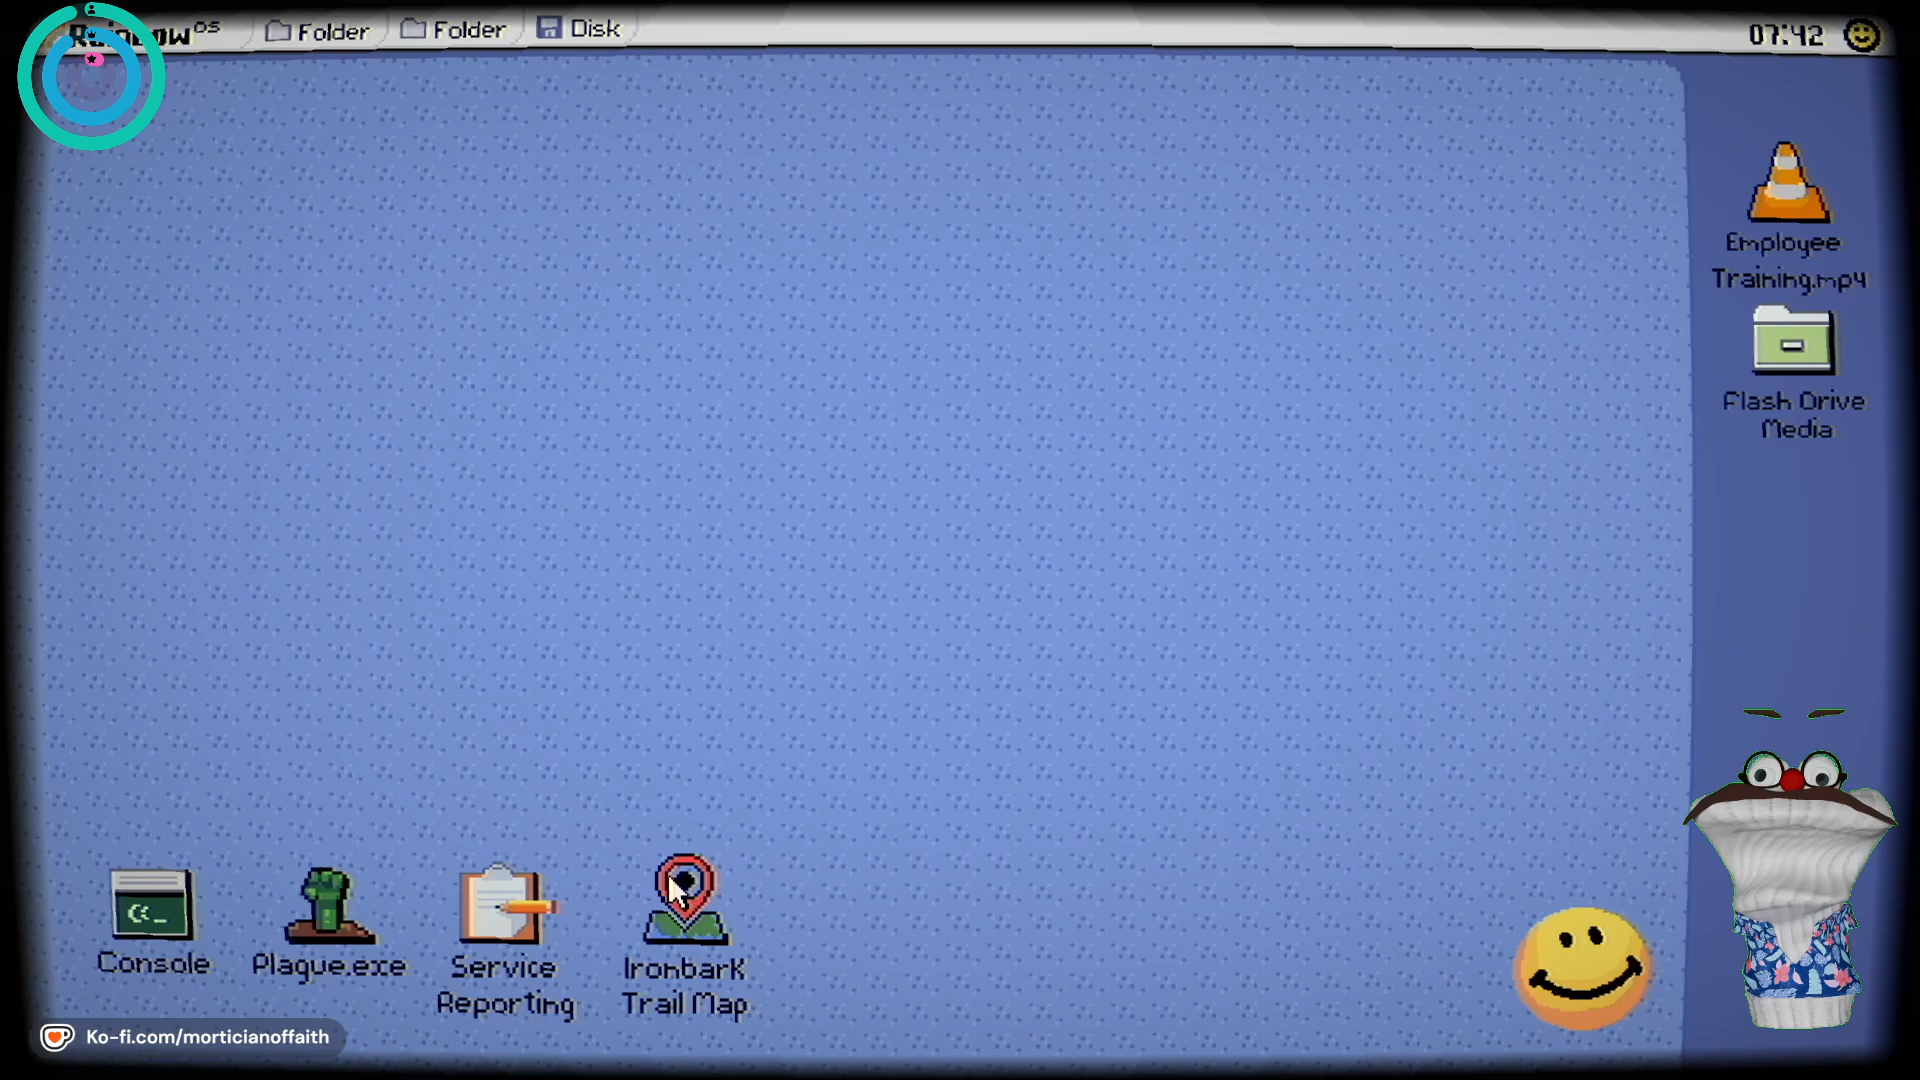 Rainbow OS
Folder
Folder
Disk
07:42
Employee
Training.mp4
Flash Drive
Media
Console
Plague.exe
Service
Reporting
Ironbark
Trail Map
Ko-fi.com/morticianoffaith